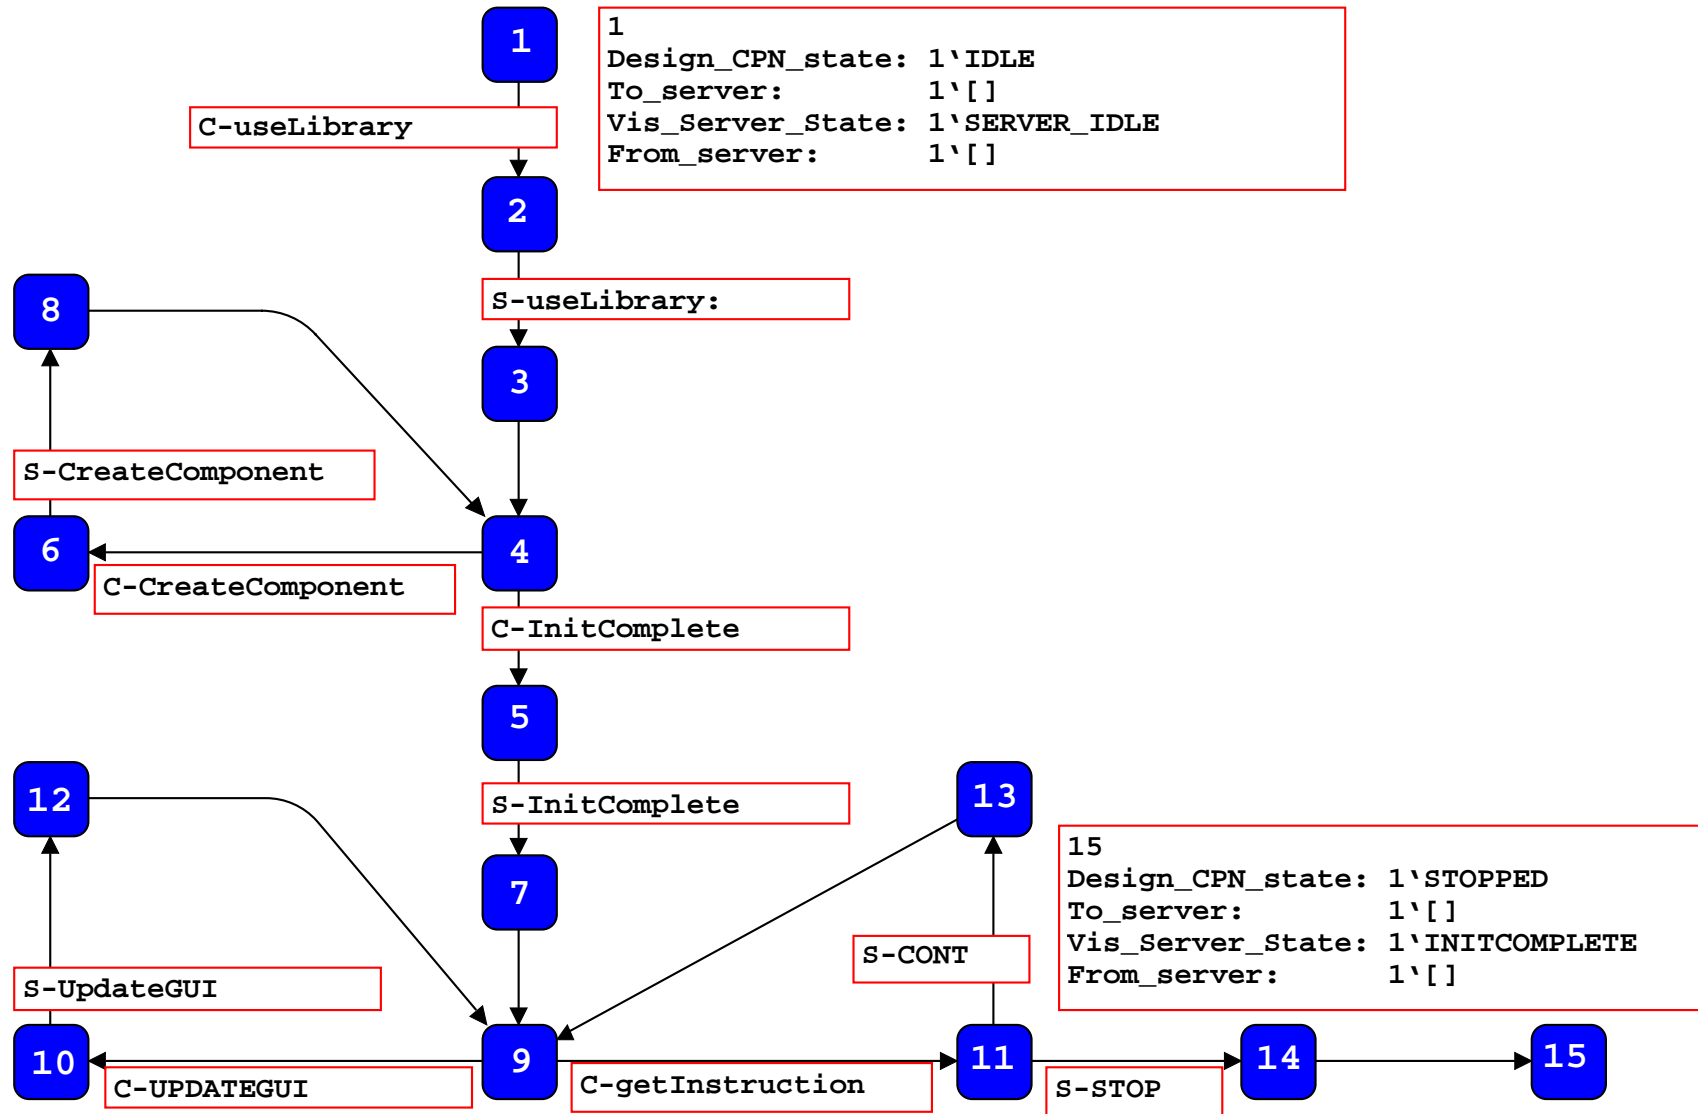 1
1
Design_CPN_state: 1‘IDLE
To_server: 1‘[]
Vis_Server_State: 1‘SERVER_IDLE
From_server: 1‘[]
C-useLibrary
2
S-useLibrary:
8
3
S-CreateComponent
6
4
C-CreateComponent
C-InitComplete
5
12
S-InitComplete
13
15
Design_CPN_state: 1‘STOPPED
To_server: 1‘[]
Vis_Server_State: 1‘INITCOMPLETE
From_server: 1‘[]
7
S-CONT
S-UpdateGUI
10
9
11
14
15
C-UPDATEGUI
C-getInstruction
S-STOP